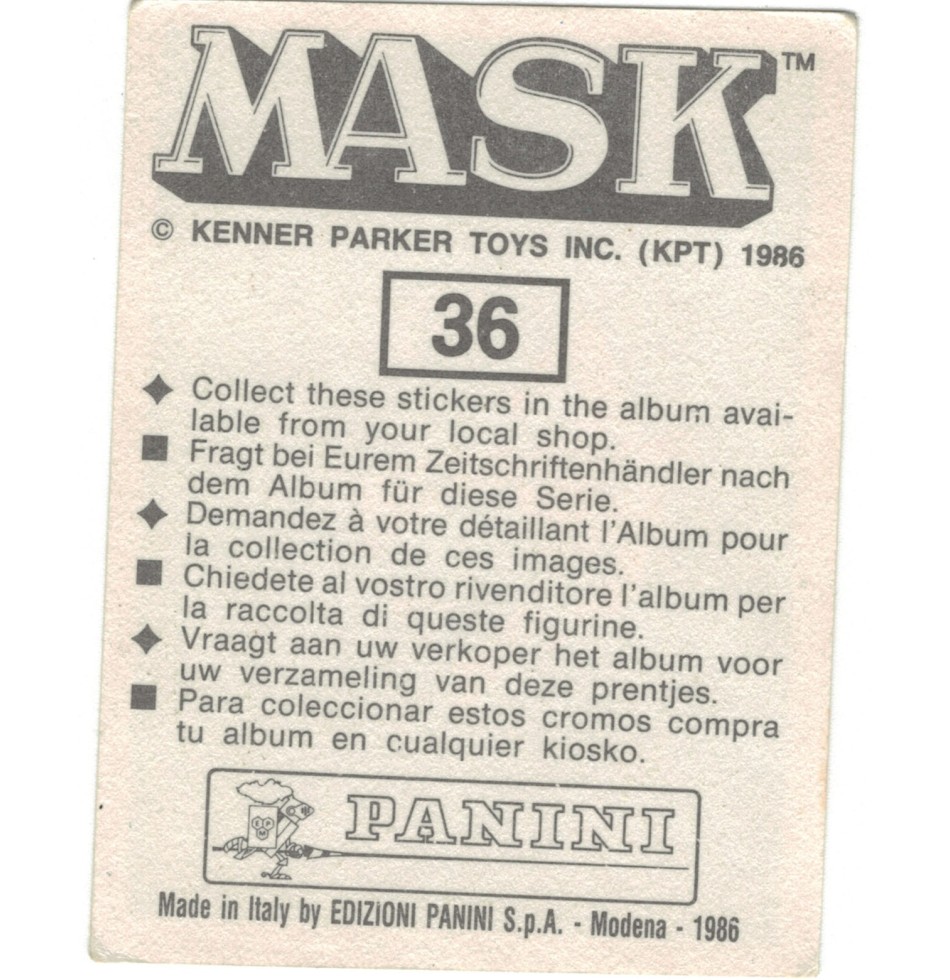 MASK™
© KENNER PARKER TOYS INC. (KPT) 1986
36
Collect these stickers in the album avai-
lable from your local shop.
Fragt bei Eurem Zeitschriftenhändler nach
dem Album für diese Serie.
Demandez à votre détaillant l'Album pour
la collection de ces images.
Chiedete al vostro rivenditore l'album per
la raccolta di queste figurine.
Vraagt aan uw verkoper het album voor
uw verzameling van deze prentjes.
Para coleccionar estos cromos compra
tu album en cualquier kiosko.
PANINI
Made in Italy by EDIZIONI PANINI S.p.A. - Modena - 1986